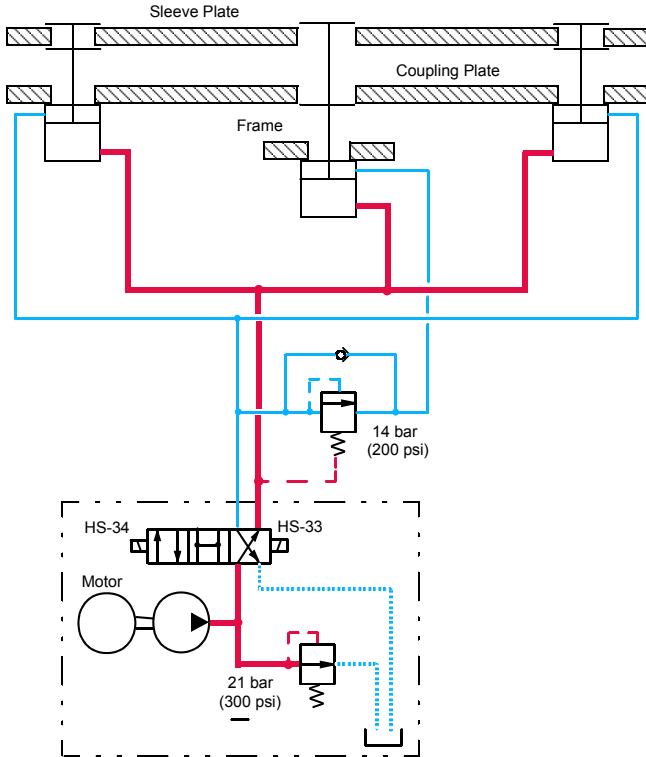 Sleeve Plate
Coupling Plate
Frame
14 bar
(200 psi)
HS-34
HS-33
Motor
21 bar
(300 psi)